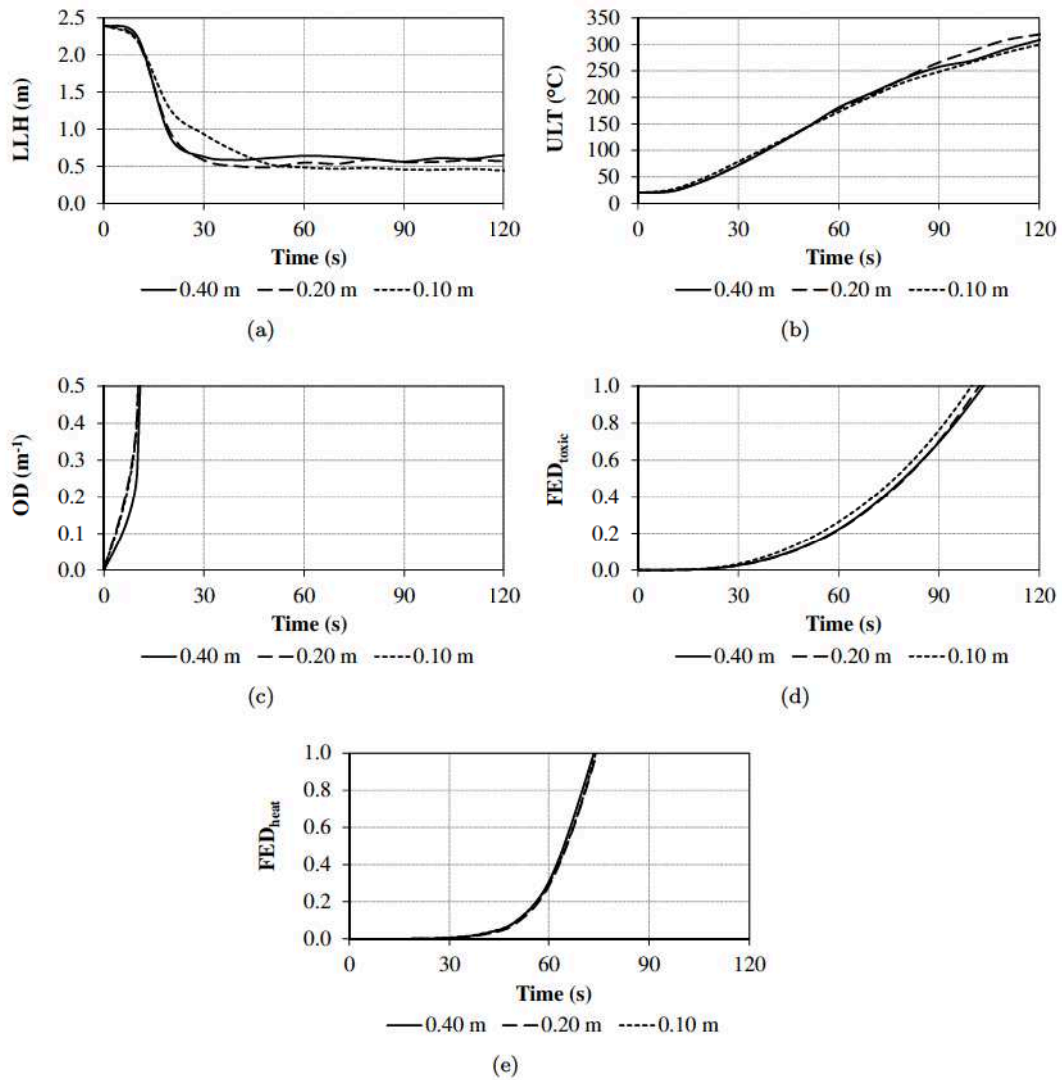 2.5
2.0
1.5
1.0
0.5
0.0
LLH (m)
0 30 60 90 120
Time (s)
0.40 m 0.20 m 0.10 m
(a)
350
300
250
200
150
100
50
0
ULT (°C)
0 30 60 90 120
Time (s)
0.40 m 0.20 m 0.10 m
(b)
0.5
0.4
0.3
0.2
0.1
0.0
OD (m⁻¹)
0 30 60 90 120
Time (s)
0.40 m 0.20 m 0.10 m
(c)
1.0
0.8
0.6
0.4
0.2
0.0
FED_toxic
0 30 60 90 120
Time (s)
0.40 m 0.20 m 0.10 m
(d)
1.0
0.8
0.6
0.4
0.2
0.0
FED_heat
0 30 60 90 120
Time (s)
0.40 m 0.20 m 0.10 m
(e)